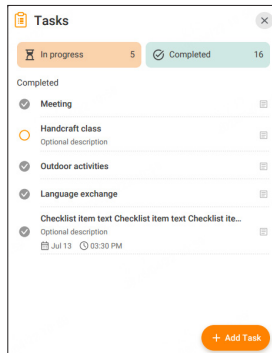 Tasks
In progress 5
Completed 16
Completed
Meeting
Handcraft class
Optional description
Outdoor activities
Language exchange
Checklist item text Checklist item text Checklist ite...
Optional description
Jul 13 03:30 PM
+ Add Task